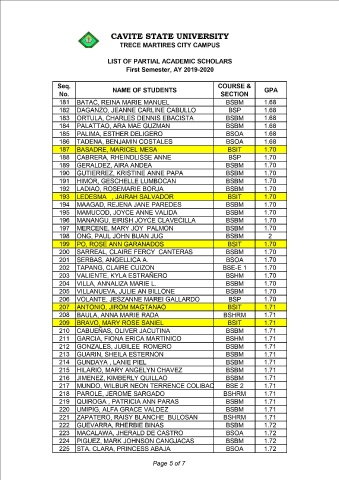 CAVITE STATE UNIVERSITY
TRECE MARTIRES CITY CAMPUS
LIST OF PARTIAL ACADEMIC SCHOLARS
First Semester, AY 2019-2020
Seq. No. NAME OF STUDENTS COURSE & SECTION GPA
181 BATAC, REINA MARIE MANUEL BSBM 1.68
182 DAGANZO, JEANNE CARLINE CABULLO BSP 1.68
183 ORTULA, CHARLES DENNIS EBACISTA BSBM 1.68
184 PALATTAO, ARA MAE GUZMAN BSBM 1.68
185 PALIMA, ESTHER DELIGERO BSOA 1.68
186 TADENA, BENJAMIN COSTALES BSOA 1.68
187 BASADRE, MARICEL MESA BSIT 1.70
188 CABRERA, RHEINDLISSE ANNE BSP 1.70
189 GERALDEZ, AIRA ANDEA BSBM 1.70
190 GUTIERREZ, KRISTINE ANNE PAPA BSBM 1.70
191 HIMOR, GESCHELLE LUMBOCAN BSBM 1.70
192 LADIAO, ROSEMARIE BORJA BSBM 1.70
193 LEDESMA , JAIRAH SALVADOR BSIT 1.70
194 MAAGAD, REJENA JANE PAREDES BSBM 1.70
195 MAMUCOD, JOYCE ANNE VALIDA BSBM 1.70
196 MANANGU, EIRISH JOYCE CLAVECILLA BSBM 1.70
197 MERCENE, MARY JOY PALMON BSBM 1.70
198 ONG, PAUL JOHN BIJAN JUG BSBM 2
199 PO, ROSE ANN GARANADOS BSIT 1.70
200 SARREAL, CLAIRE FERCY CANTERAS BSBM 1.70
201 SERBAS, ANGELLICA A. BSOA 1.70
202 TAPANG, CLAIRE CUIZON BSE-E 1 1.70
203 VALIENTE, KYLA ESTRAÑERO BSHM 1.70
204 VILLA, ANNALIZA MARIE L. BSBM 1.70
205 VILLANUEVA, JULIE AN BILLONE BSBM 1.70
206 VOLANTE, JESZANNE MAREI GALLARDO BSP 1.70
207 ANTONIO, JIROM MAGTANAO BSIT 1.71
208 BAULA, ANNA MARIE RADA BSHRM 1.71
209 BRAVO, MARY ROSE SANIEL BSIT 1.71
210 CABUEÑAS, OLIVER JACUTINA BSBM 1.71
211 GARCIA, FIONA ERICA MARTINICO BSHM 1.71
212 GONZALES, JUBILEE ROMERO BSBM 1.71
213 GUARIN, SHEILA ESTERNON BSBM 1.71
214 GUNDAYA , LANIE PIEL BSBM 1.71
215 HILARIO, MARY ANGELYN CHAVEZ BSBM 1.71
216 JIMENEZ, KIMBERLY QUILLAO BSBM 1.71
217 MUNDO, WILBUR NEON TERRENCE COLIBAO BSE 2 1.71
218 PAROLE, JEROME SARGADO BSHRM 1.71
219 QUIROGA , PATRICIA ANN PARAS BSBM 1.71
220 UMIPIG, ALFA GRACE VALDEZ BSBM 1.71
221 ZAPATERO, RAISY BLANCHE BULOSAN BSHRM 1.71
222 GUEVARRA, RHERBIE BINAS BSBM 1.72
223 MACALAWA, JHERALD DE CASTRO BSOA 1.72
224 PIGUEZ, MARK JOHNSON CANGJACAS BSBM 1.72
225 STA. CLARA, PRINCESS ABAJA BSOA 1.72
Page 5 of 7